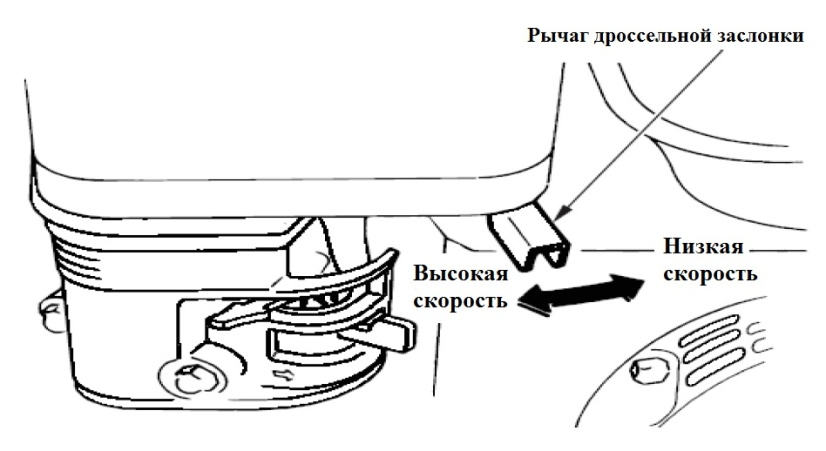 Рычаг дроссельной заслонки
Высокая
скорость
Низкая
скорость